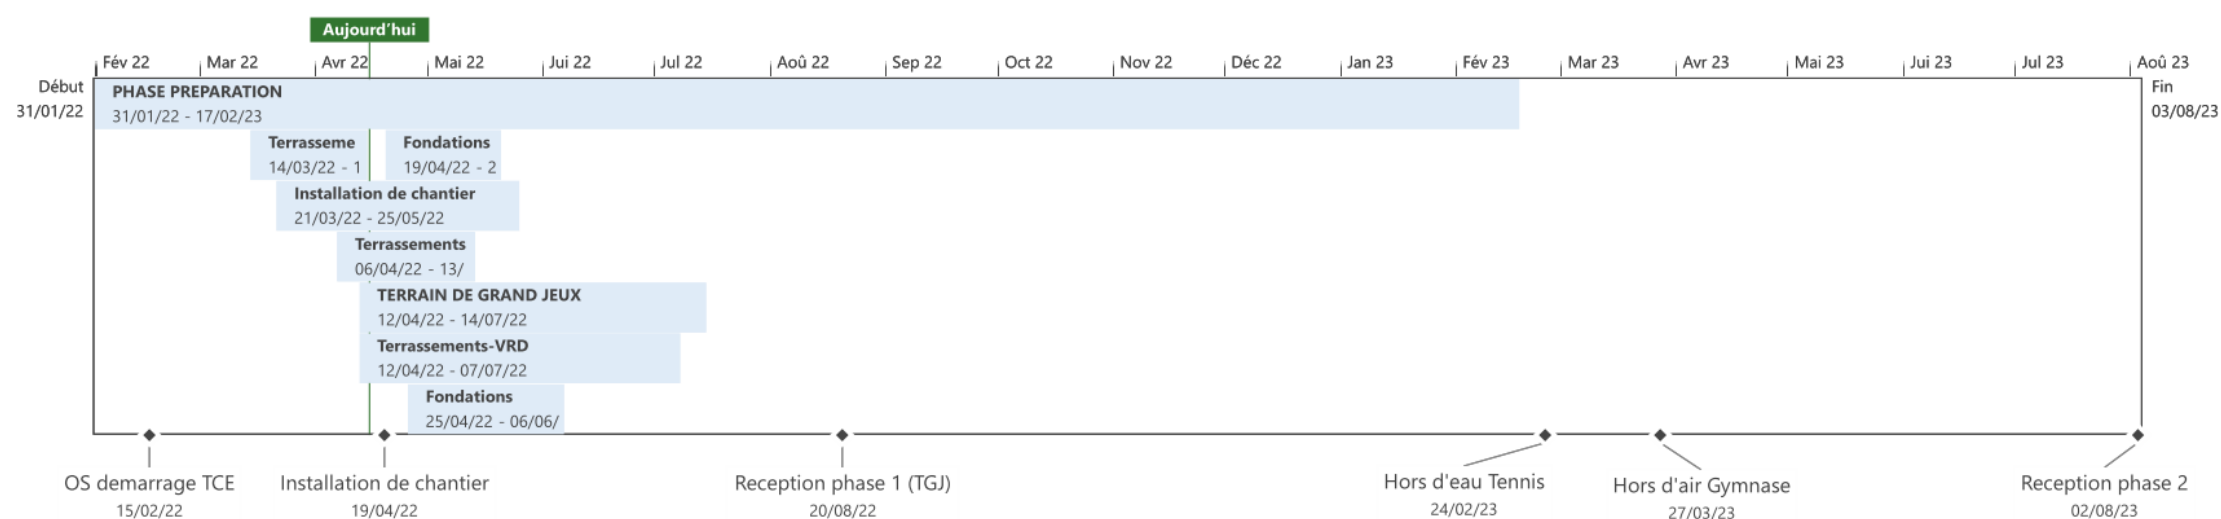 Aujourd’hui
Fév 22 Mar 22 Avr 22 Mai 22 Jui 22 Jul 22 Aoû 22 Sep 22 Oct 22 Nov 22 Déc 22 Jan 23 Fév 23 Mar 23 Avr 23 Mai 23 Jui 23 Jul 23 Aoû 23
Début
31/01/22
Fin
03/08/23
PHASE PREPARATION
31/01/22 - 17/02/23
Terrasseme
14/03/22 - 1
Fondations
19/04/22 - 2
Installation de chantier
21/03/22 - 25/05/22
Terrassements
06/04/22 - 13/
TERRAIN DE GRAND JEUX
12/04/22 - 14/07/22
Terrassements-VRD
12/04/22 - 07/07/22
Fondations
25/04/22 - 06/06/
OS demarrage TCE
15/02/22
Installation de chantier
19/04/22
Reception phase 1 (TGJ)
20/08/22
Hors d'eau Tennis
24/02/23
Hors d'air Gymnase
27/03/23
Reception phase 2
02/08/23